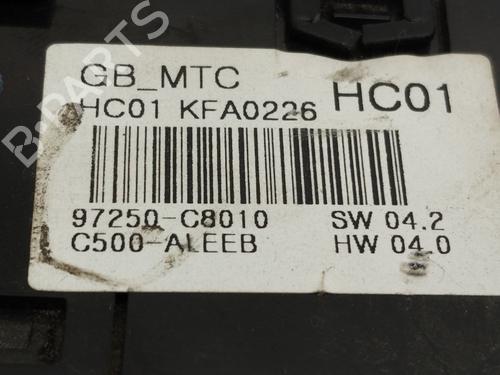 GB_MTC
HC01 KFA0226 HC01
97250-C8010 SW 04.2
C500-ALEEB HW 04.0
B-PARTS